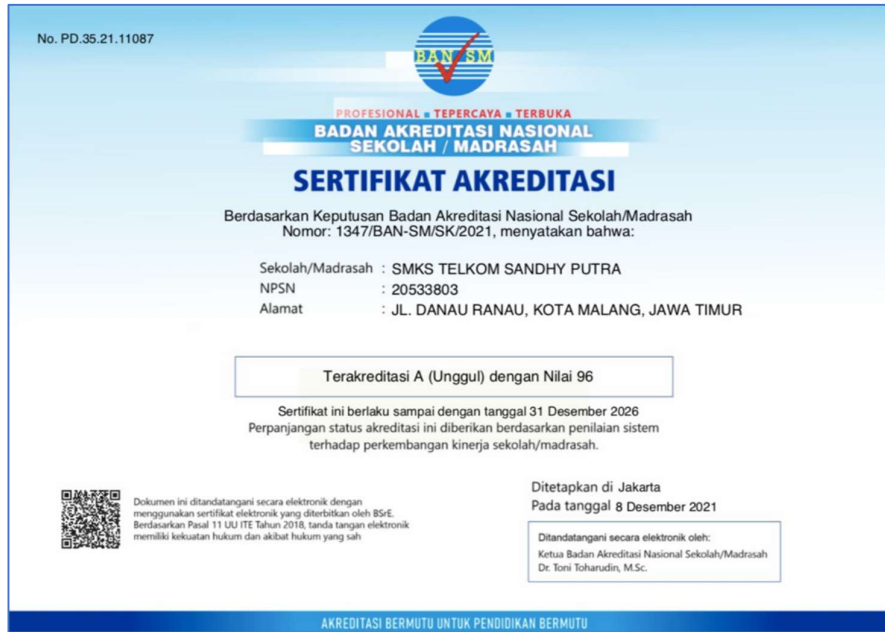 No. PD.35.21.11087
BAN SM
PROFESIONAL TEPERCAYA TERBUKA
BADAN AKREDITASI NASIONAL
SEKOLAH / MADRASAH
SERTIFIKAT AKREDITASI
Berdasarkan Keputusan Badan Akreditasi Nasional Sekolah/Madrasah
Nomor: 1347/BAN-SM/SK/2021, menyatakan bahwa:
Sekolah/Madrasah : SMKS TELKOM SANDHY PUTRA
NPSN : 20533803
Alamat : JL. DANAU RANAU, KOTA MALANG, JAWA TIMUR
Terakreditasi A (Unggul) dengan Nilai 96
Sertifikat ini berlaku sampai dengan tanggal 31 Desember 2026
Perpanjangan status akreditasi ini diberikan berdasarkan penilaian sistem
terhadap perkembangan kinerja sekolah/madrasah.
Dokumen ini ditandatangani secara elektronik dengan
menggunakan sertifikat elektronik yang diterbitkan oleh BSrE.
Berdasarkan Pasal 11 UU ITE Tahun 2018, tanda tangan elektronik
memiliki kekuatan hukum dan akibat hukum yang sah
Ditetapkan di Jakarta
Pada tanggal 8 Desember 2021
Ditandatangani secara elektronik oleh:
Ketua Badan Akreditasi Nasional Sekolah/Madrasah
Dr. Toni Toharudin, M.Sc.
AKREDITASI BERMUTU UNTUK PENDIDIKAN BERMUTU